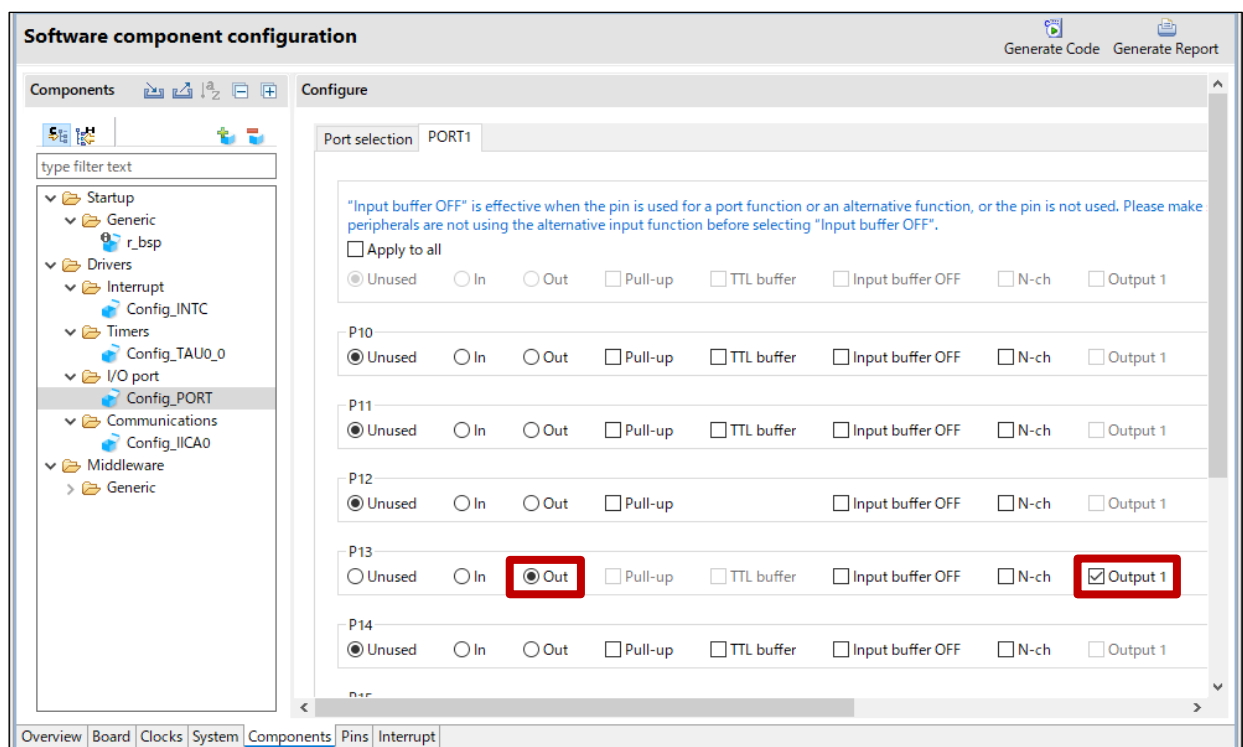 Software component configuration
Generate Code Generate Report
Components
Configure
type filter text
Startup
Generic
r_bsp
Drivers
Interrupt
Config_INTC
Timers
Config_TAU0_0
I/O port
Config_PORT
Communications
Config_IICA0
Middleware
Generic
Port selection PORT1
"Input buffer OFF" is effective when the pin is used for a port function or an alternative function, or the pin is not used. Please make
peripherals are not using the alternative input function before selecting "Input buffer OFF".
Apply to all
Unused In Out Pull-up TTL buffer Input buffer OFF N-ch Output 1
P10
Unused In Out Pull-up TTL buffer Input buffer OFF N-ch Output 1
P11
Unused In Out Pull-up TTL buffer Input buffer OFF N-ch Output 1
P12
Unused In Out Pull-up Input buffer OFF N-ch Output 1
P13
Unused In Out Pull-up TTL buffer Input buffer OFF N-ch Output 1
P14
Unused In Out Pull-up TTL buffer Input buffer OFF N-ch Output 1
Overview Board Clocks System Components Pins Interrupt